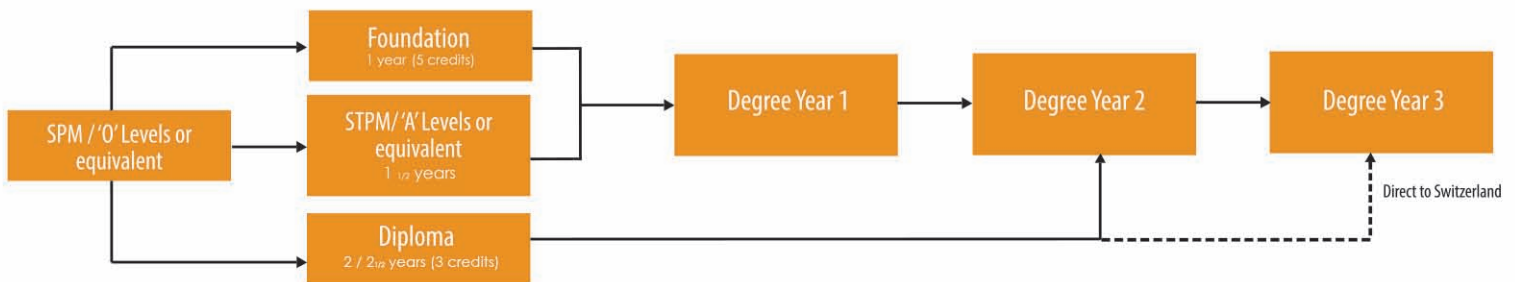 SPM / ‘O’ Levels or
equivalent
Foundation
1 year (5 credits)
STPM/ ‘A’ Levels or
equivalent
1 1/2 years
Diploma
2 / 2 1/2 years (3 credits)
Degree Year 1
Degree Year 2
Degree Year 3
Direct to Switzerland